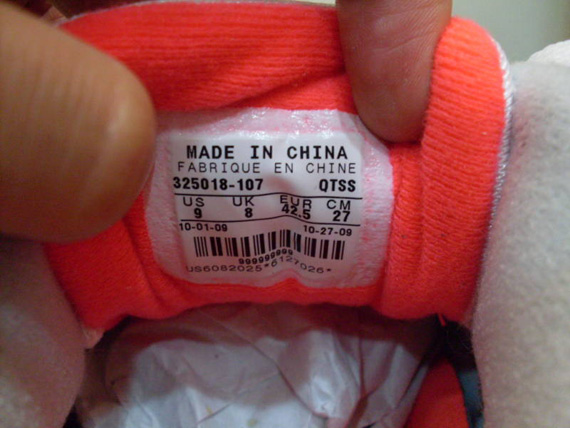 MADE IN CHINA
FABRIQUE EN CHINE
325018-107 QTSS
US UK EUR CM
9 8 42.5 27
10-01-09 10-27-09
999999999
US6082025*6127026*